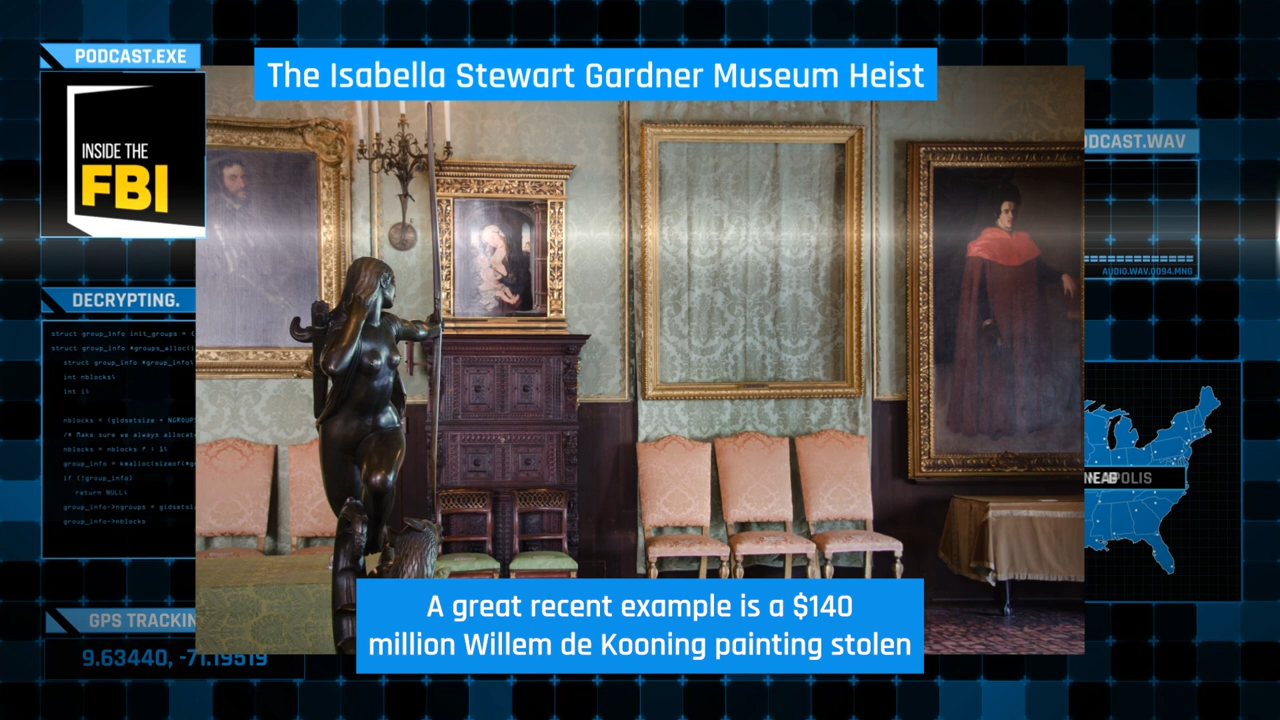 PODCAST.EXE
The Isabella Stewart Gardner Museum Heist
INSIDE THE
FBI
DCAST.WAV
AUDIO.WAV.0094.MNG
DECRYPTING.
struct group_info init_groups = {
struct group_info *groups_alloc(i
struct group_info *group_info
int nblocks
int i
nblocks = (gidsetsize + NGROUPS
/* Make sure we always allocat
nblocks = nblocks
group_info = kmalloc(sizeof(*g
if (!group_info)
return NULL;
group_info->ngroups = gidsetsi
group_info->nblocks
POLIS
GPS TRACKIN
9.63440, -71.19519
A great recent example is a $140
million Willem de Kooning painting stolen